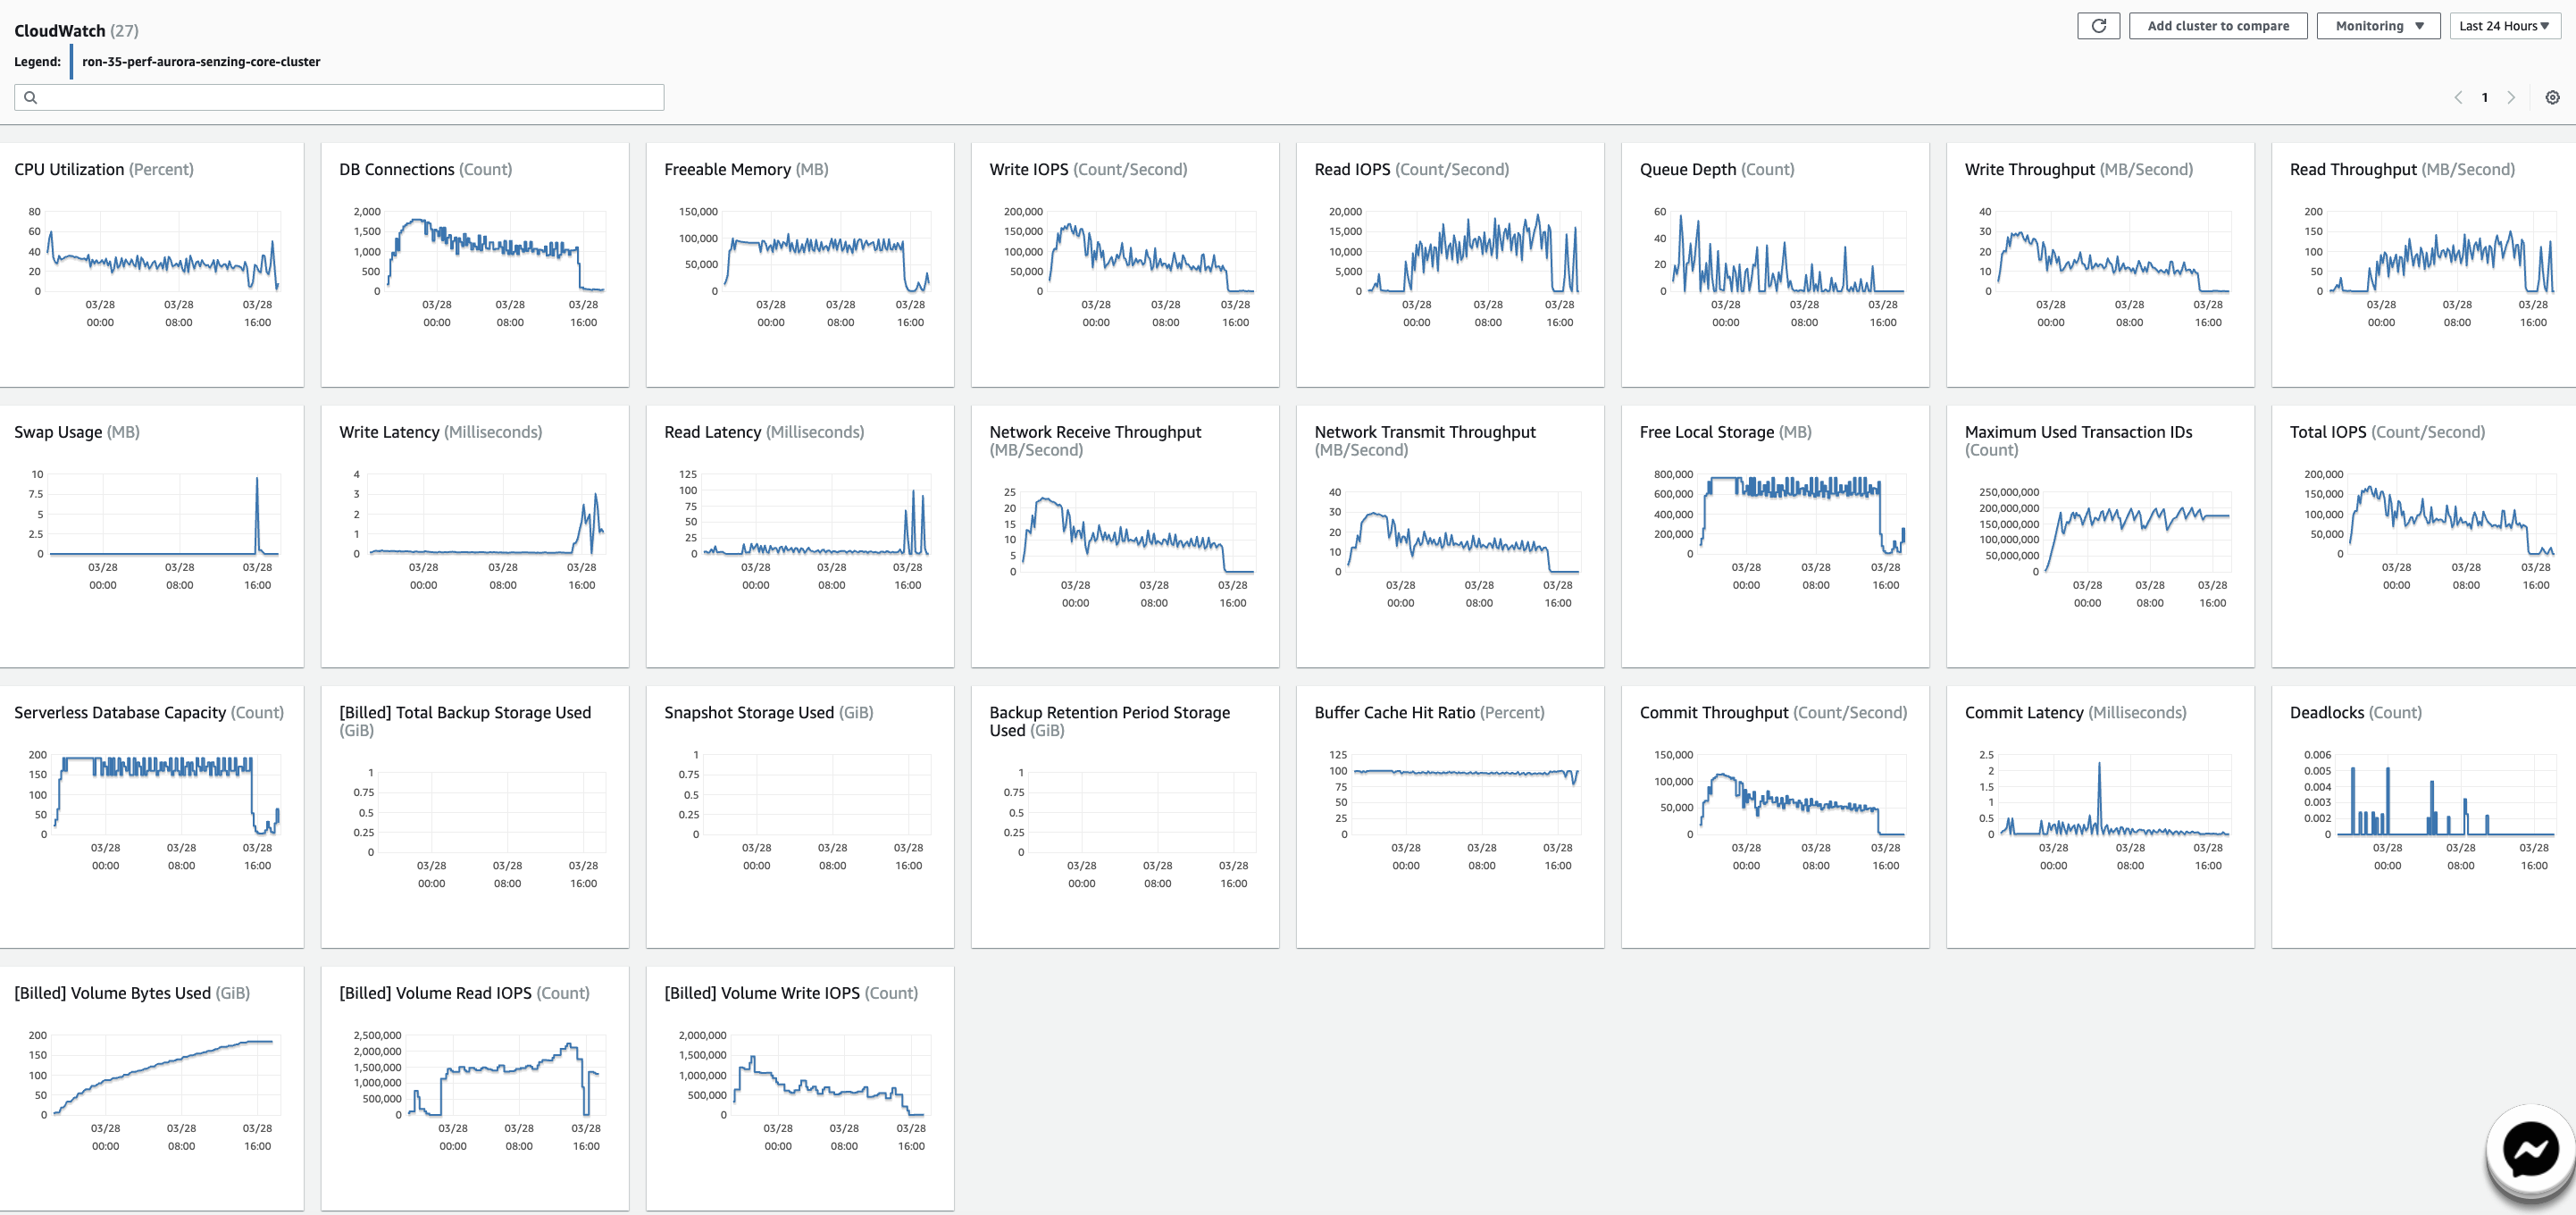 CloudWatch (27)
Add cluster to compare
Monitoring
Last 24 Hours
Legend:
ron-35-perf-aurora-senzing-core-cluster
1
CPU Utilization (Percent)
80
60
40
20
0
03/28 03/28 03/28
00:00 08:00 16:00
DB Connections (Count)
2,000
1,500
1,000
500
0
03/28 03/28 03/28
00:00 08:00 16:00
Freeable Memory (MB)
150,000
100,000
50,000
0
03/28 03/28 03/28
00:00 08:00 16:00
Write IOPS (Count/Second)
200,000
150,000
100,000
50,000
0
03/28 03/28 03/28
00:00 08:00 16:00
Read IOPS (Count/Second)
20,000
15,000
10,000
5,000
0
03/28 03/28 03/28
00:00 08:00 16:00
Queue Depth (Count)
60
40
20
0
03/28 03/28 03/28
00:00 08:00 16:00
Write Throughput (MB/Second)
40
30
20
10
0
03/28 03/28 03/28
00:00 08:00 16:00
Read Throughput (MB/Second)
200
150
100
50
0
03/28 03/28 03/28
00:00 08:00 16:00
Swap Usage (MB)
10
7.5
5
2.5
0
03/28 03/28 03/28
00:00 08:00 16:00
Write Latency (Milliseconds)
4
3
2
1
0
03/28 03/28 03/28
00:00 08:00 16:00
Read Latency (Milliseconds)
125
100
75
50
25
0
03/28 03/28 03/28
00:00 08:00 16:00
Network Receive Throughput
(MB/Second)
25
20
15
10
5
0
03/28 03/28 03/28
00:00 08:00 16:00
Network Transmit Throughput
(MB/Second)
40
30
20
10
0
03/28 03/28 03/28
00:00 08:00 16:00
Free Local Storage (MB)
800,000
600,000
400,000
200,000
0
03/28 03/28 03/28
00:00 08:00 16:00
Maximum Used Transaction IDs
(Count)
250,000,000
200,000,000
150,000,000
100,000,000
50,000,000
0
03/28 03/28 03/28
00:00 08:00 16:00
Total IOPS (Count/Second)
200,000
150,000
100,000
50,000
0
03/28 03/28 03/28
00:00 08:00 16:00
Serverless Database Capacity (Count)
200
150
100
50
0
03/28 03/28 03/28
00:00 08:00 16:00
[Billed] Total Backup Storage Used
(GiB)
1
0.75
0.5
0.25
0
03/28 03/28 03/28
00:00 08:00 16:00
Snapshot Storage Used (GiB)
1
0.75
0.5
0.25
0
03/28 03/28 03/28
00:00 08:00 16:00
Backup Retention Period Storage
Used (GiB)
1
0.75
0.5
0.25
0
03/28 03/28 03/28
00:00 08:00 16:00
Buffer Cache Hit Ratio (Percent)
125
100
75
50
25
0
03/28 03/28 03/28
00:00 08:00 16:00
Commit Throughput (Count/Second)
150,000
100,000
50,000
0
03/28 03/28 03/28
00:00 08:00 16:00
Commit Latency (Milliseconds)
2.5
2
1.5
1
0.5
0
03/28 03/28 03/28
00:00 08:00 16:00
Deadlocks (Count)
0.006
0.005
0.004
0.003
0.002
0
03/28 03/28 03/28
00:00 08:00 16:00
[Billed] Volume Bytes Used (GiB)
200
150
100
50
0
03/28 03/28 03/28
00:00 08:00 16:00
[Billed] Volume Read IOPS (Count)
2,500,000
2,000,000
1,500,000
1,000,000
500,000
0
03/28 03/28 03/28
00:00 08:00 16:00
[Billed] Volume Write IOPS (Count)
2,000,000
1,500,000
1,000,000
500,000
0
03/28 03/28 03/28
00:00 08:00 16:00